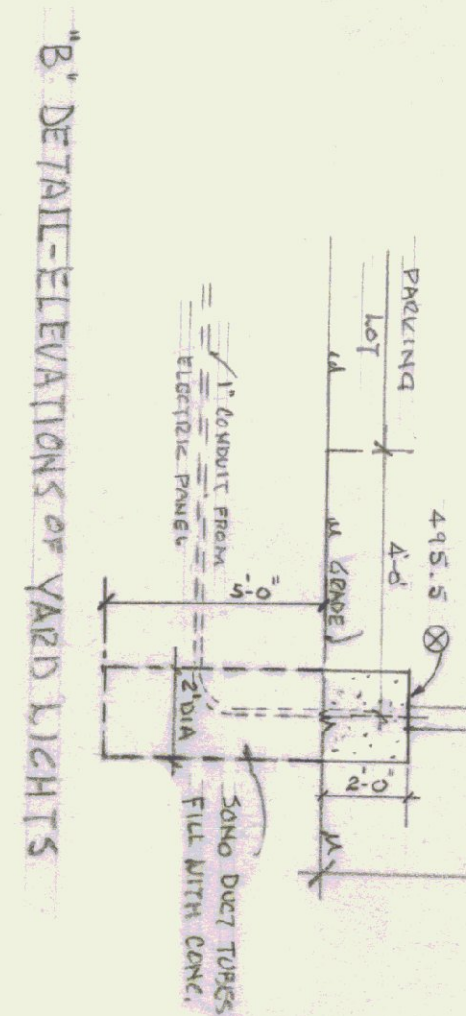 495.5
PARKING
LOT
4'-0"
2'-0"
GRADE
5'-0"
1" CONDUIT FROM
ELECTRIC PANEL
2' DIA
SONO DUCT TUBES
FILL WITH CONC.
"B" DETAIL-ELEVATIONS OF YARD LIGHTS